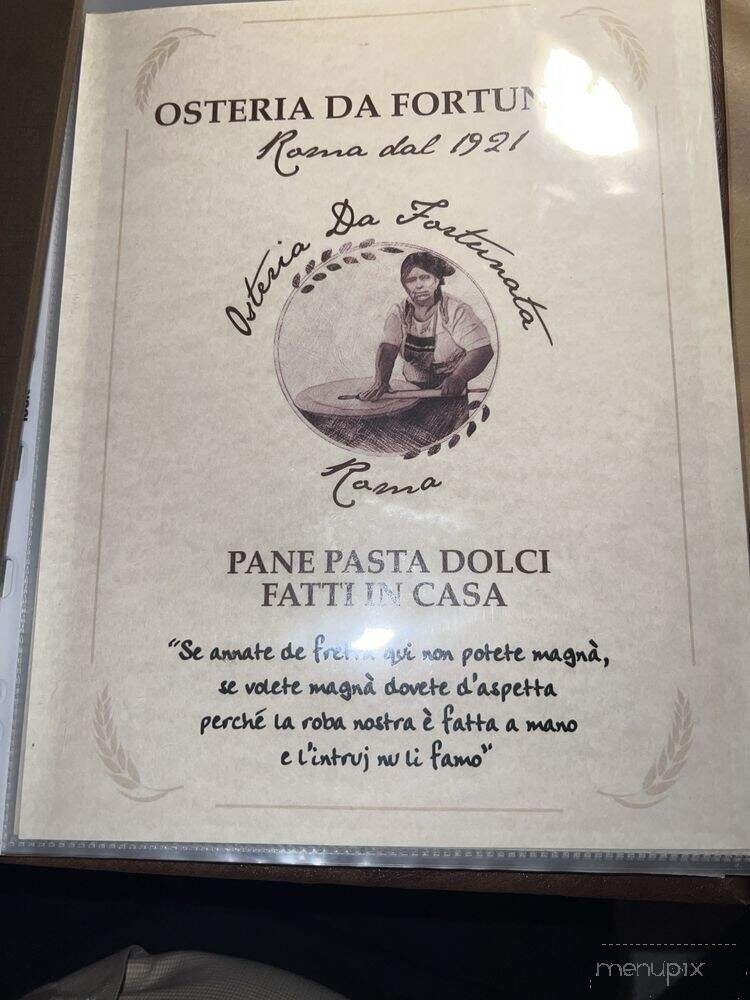 OSTERIA DA FORTUN
Roma dal 1921
Osteria Da Fortunata
Roma
PANE PASTA DOLCI
FATTI IN CASA
“Se annate de fretta qui non potete magnà,
se volete magnà dovete d'aspetta
perché la roba nostra è fatta a mano
e l'intruj nu li famo”
menupix